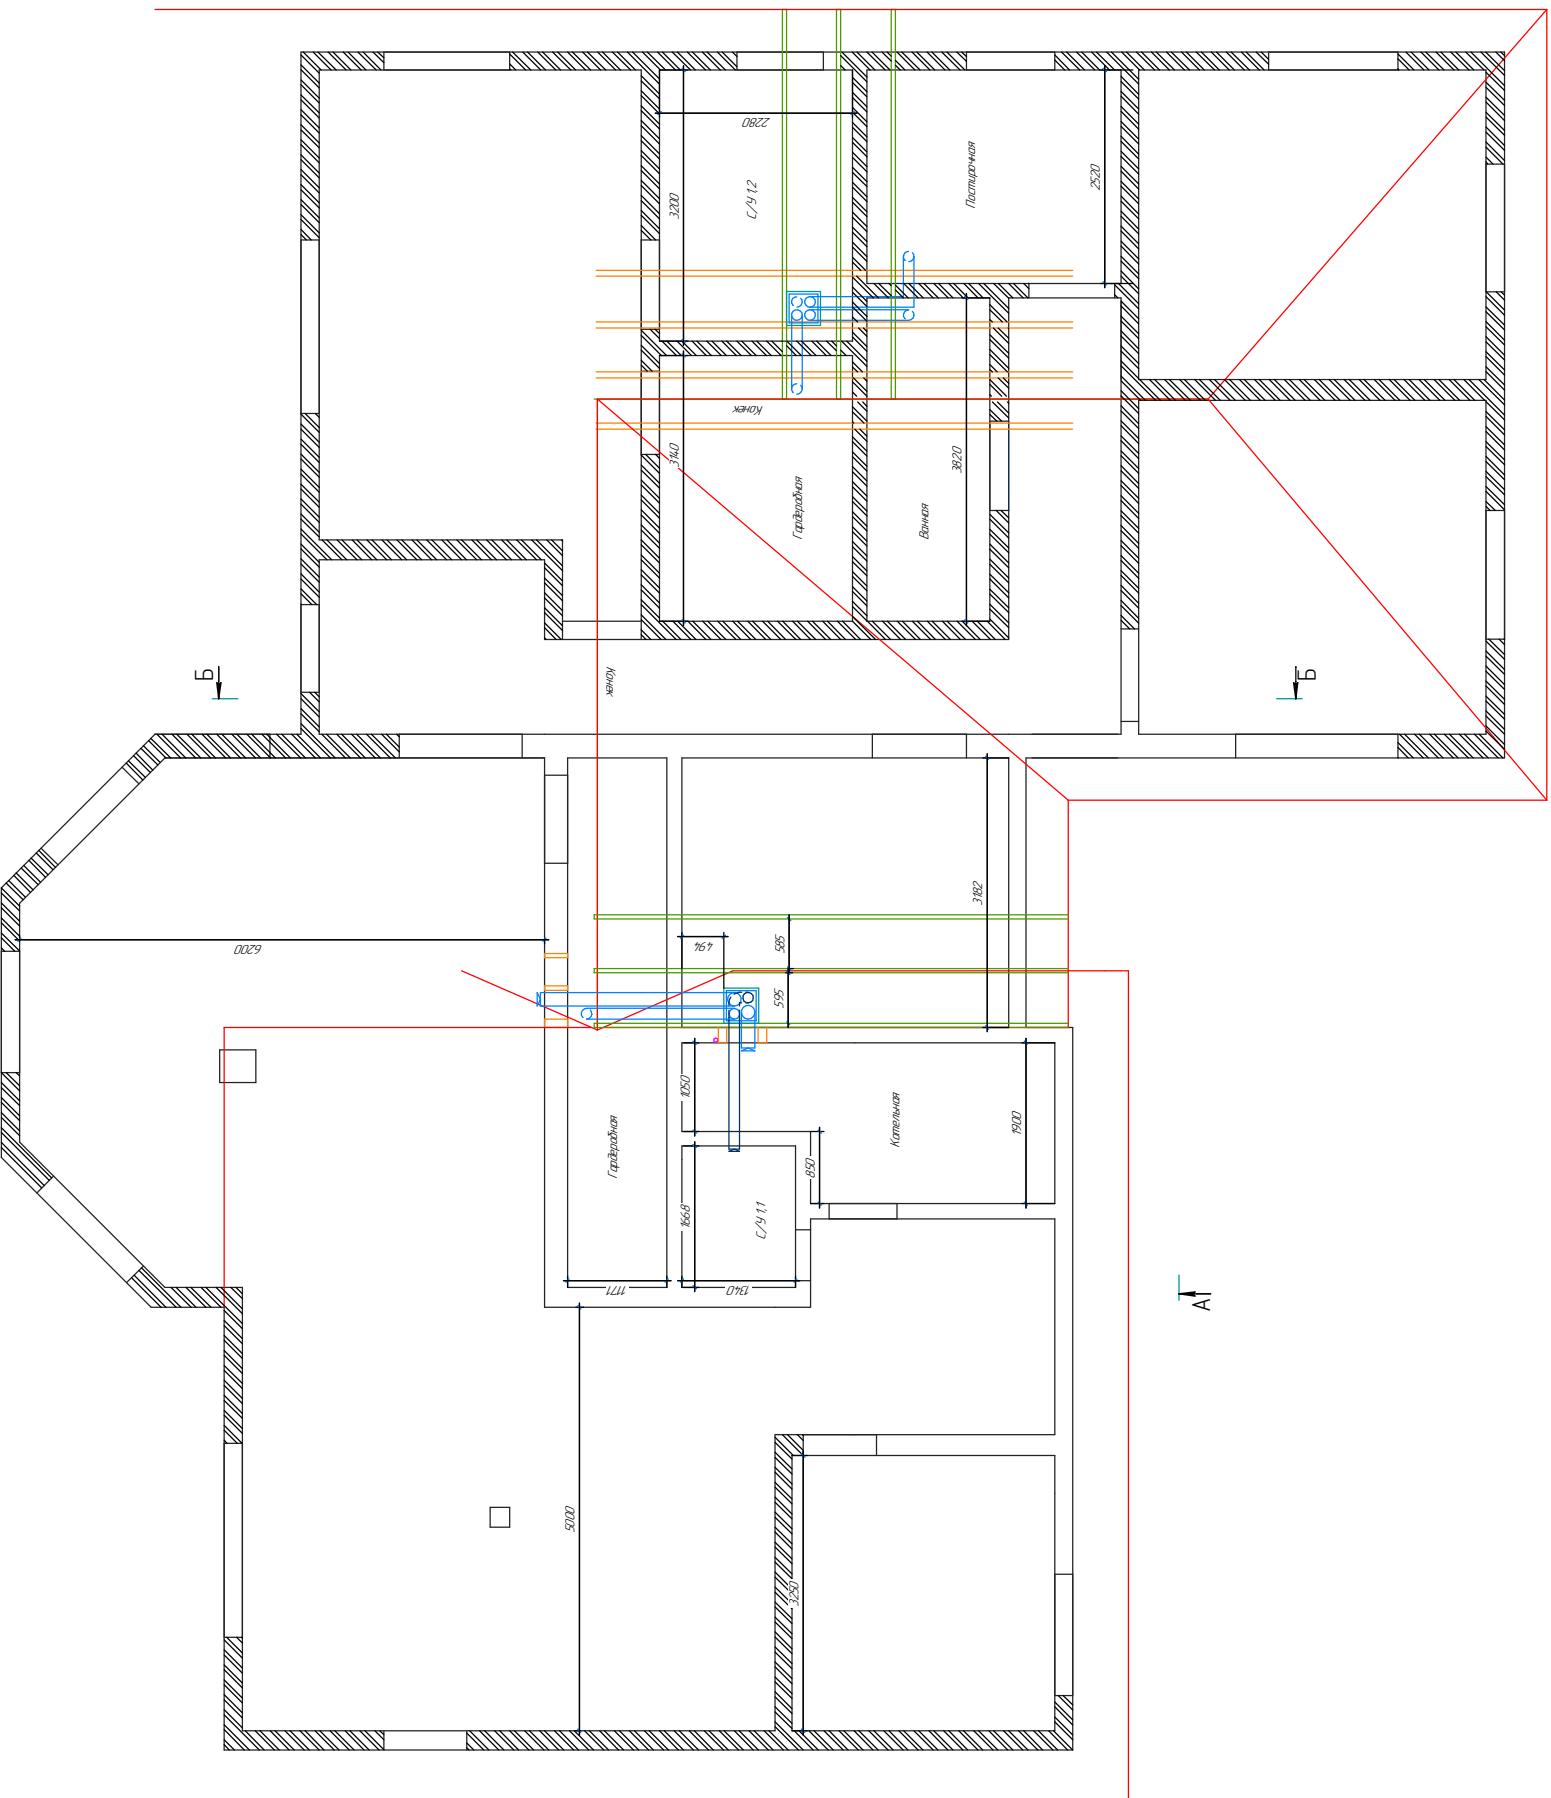 2280
3200
С/У 1.2
Постирочная
2520
Конек
3140
Гардеробная
Ванная
3820
Конек
Б
Б
6200
494
585
595
3182
1050
Гардеробная
Котельная
1900
850
1668
С/У 1.1
1171
1340
А
5000
3250